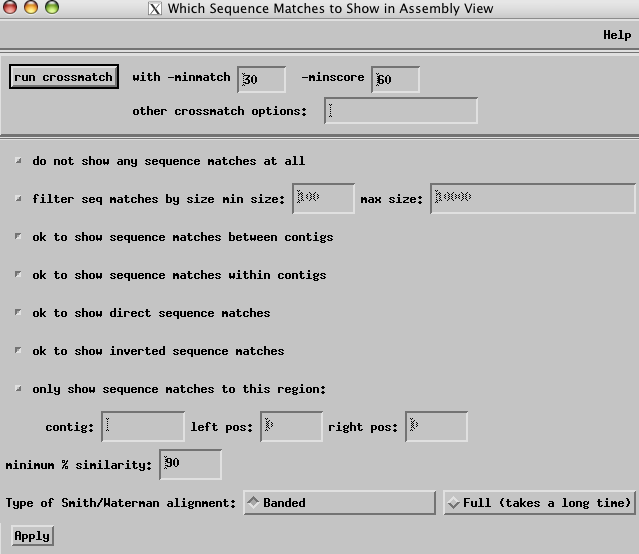 Which Sequence Matches to Show in Assembly View
Help
run crossmatch with -minmatch 30 -minscore 60
other crossmatch options:
do not show any sequence matches at all
filter seq matches by size min size: 100 max size: 10000
ok to show sequence matches between contigs
ok to show sequence matches within contigs
ok to show direct sequence matches
ok to show inverted sequence matches
only show sequence matches to this region:
contig: left pos: 0 right pos: 0
minimum % similarity: 90
Type of Smith/Waterman alignment: Banded Full (takes a long time)
Apply